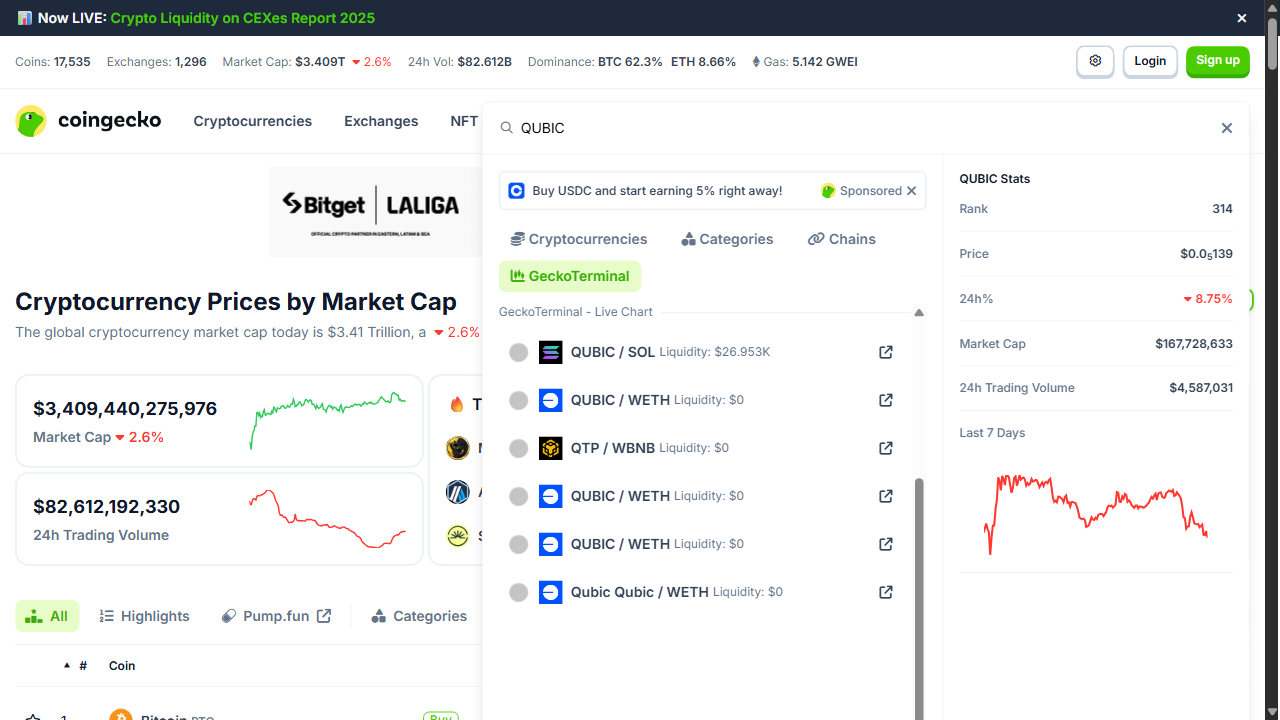 Now LIVE: Crypto Liquidity on CEXes Report 2025
Coins: 17,535 Exchanges: 1,296 Market Cap: $3.409T 2.6% 24h Vol: $82.612B Dominance: BTC 62.3% ETH 8.66% Gas: 5.142 GWEI
Login
Sign up
coingecko
Cryptocurrencies
Exchanges
NFT
QUBIC
Bitget | LALIGA
OFFICIAL CRYPTO PARTNER IN EASTERN, LATAM & SEA
Buy USDC and start earning 5% right away!
Sponsored
Cryptocurrencies
Categories
Chains
GeckoTerminal
GeckoTerminal - Live Chart
QUBIC / SOL Liquidity: $26.953K
QUBIC / WETH Liquidity: $0
QTP / WBNB Liquidity: $0
QUBIC / WETH Liquidity: $0
QUBIC / WETH Liquidity: $0
Qubic Qubic / WETH Liquidity: $0
QUBIC Stats
Rank 314
Price $0.0₅139
24h% 8.75%
Market Cap $167,728,633
24h Trading Volume $4,587,031
Last 7 Days
Cryptocurrency Prices by Market Cap
The global cryptocurrency market cap today is $3.41 Trillion, a 2.6%
$3,409,440,275,976
Market Cap 2.6%
$82,612,192,330
24h Trading Volume
All
Highlights
Pump.fun
Categories
# Coin
1 Bitcoin BTC Buy